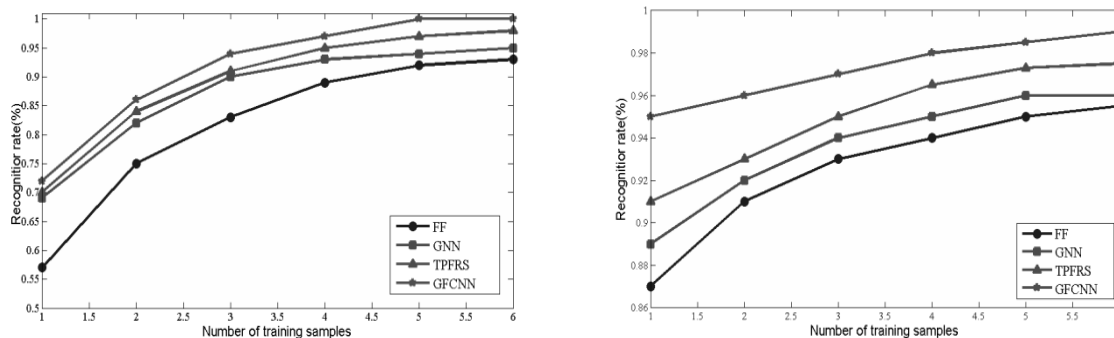 1
0.95
0.9
0.85
0.8
0.75
0.7
0.65
0.6
0.55
0.5
Recognitior rate(%)
FF
GNN
TPFRS
GFCNN
1 1.5 2 2.5 3 3.5 4 4.5 5 5.5 6
Number of training samples
1
0.98
0.96
0.94
0.92
0.9
0.88
0.86
Recognitior rate(%)
FF
GNN
TPFRS
GFCNN
1 1.5 2 2.5 3 3.5 4 4.5 5 5.5
Number of training samples